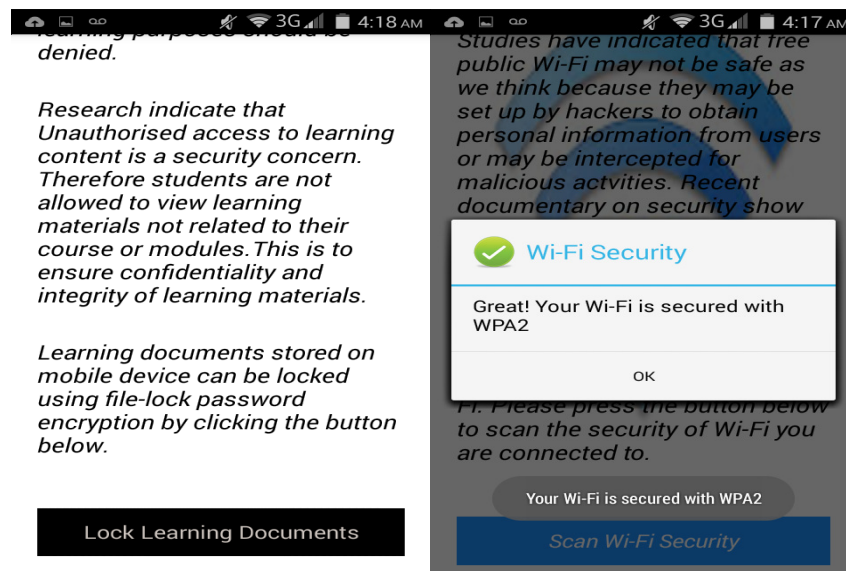 3G 4:18 AM
learning purposes should be
denied.
Research indicate that
Unauthorised access to learning
content is a security concern.
Therefore students are not
allowed to view learning
materials not related to their
course or modules.This is to
ensure confidentiality and
integrity of learning materials.
Learning documents stored on
mobile device can be locked
using file-lock password
encryption by clicking the button
below.
Lock Learning Documents
3G 4:17 AM
Studies have indicated that free
public Wi-Fi may not be safe as
we think because they may be
set up by hackers to obtain
personal information from users
or may be intercepted for
malicious actvities. Recent
documentary on security show
Wi-Fi Security
Great! Your Wi-Fi is secured with
WPA2
OK
Fi. Please press the button below
to scan the security of Wi-Fi you
are connected to.
Your Wi-Fi is secured with WPA2
Scan Wi-Fi Security